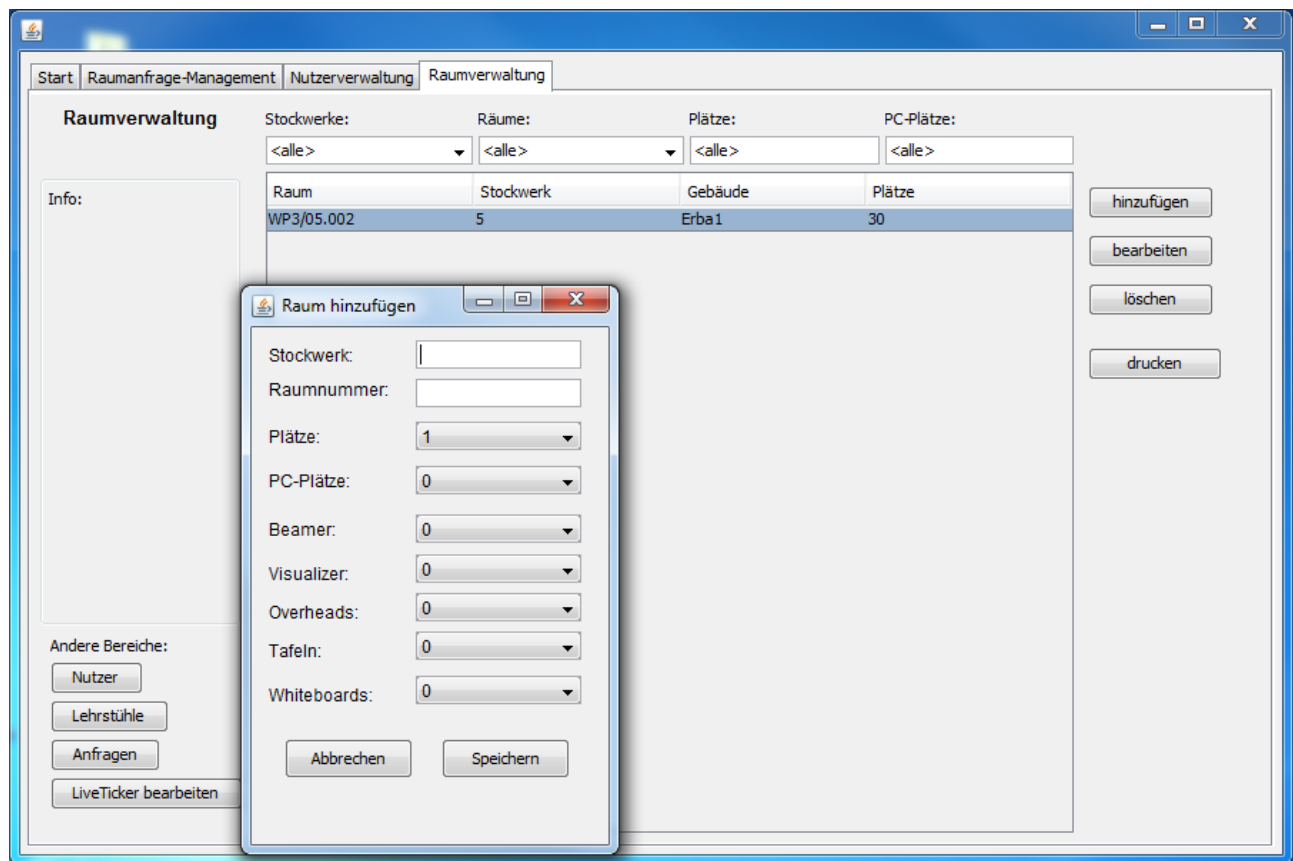 Start Raumanfrage-Management Nutzerverwaltung Raumverwaltung
Raumverwaltung
Stockwerke: Räume: Plätze: PC-Plätze:
<alle> <alle> <alle> <alle>
Info:
Raum Stockwerk Gebäude Plätze
WP3/05.002 5 Erba1 30
hinzufügen
bearbeiten
löschen
drucken
Raum hinzufügen
Stockwerk:
Raumnummer:
Plätze: 1
PC-Plätze: 0
Beamer: 0
Visualizer: 0
Overheads: 0
Tafeln: 0
Whiteboards: 0
Abbrechen Speichern
Andere Bereiche:
Nutzer
Lehrstühle
Anfragen
LiveTicker bearbeiten